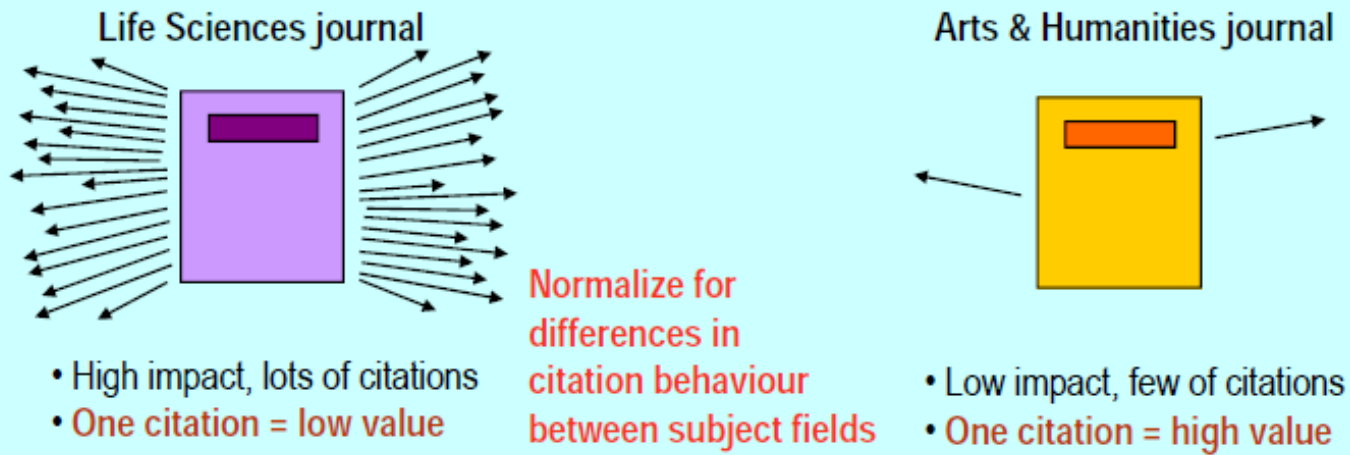 Life Sciences journal
Arts & Humanities journal
Normalize for
differences in
citation behaviour
between subject fields
• High impact, lots of citations
• One citation = low value
• Low impact, few of citations
• One citation = high value